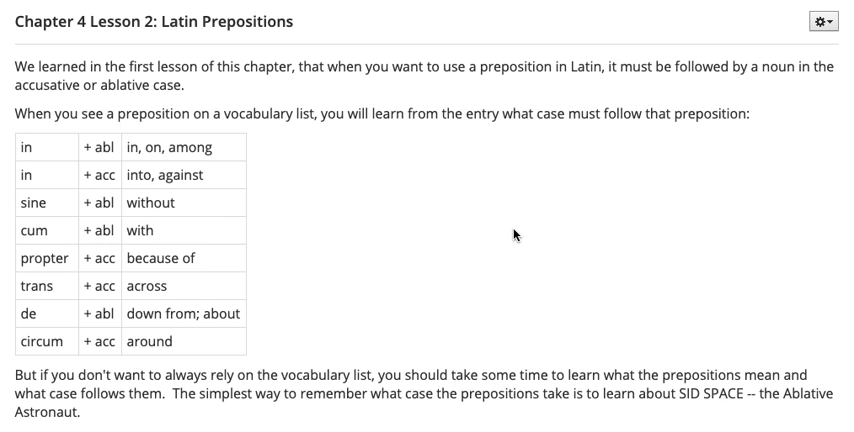 Chapter 4 Lesson 2: Latin Prepositions
We learned in the first lesson of this chapter, that when you want to use a preposition in Latin, it must be followed by a noun in the
accusative or ablative case.
When you see a preposition on a vocabulary list, you will learn from the entry what case must follow that preposition:
in + abl in, on, among
in + acc into, against
sine + abl without
cum + abl with
propter + acc because of
trans + acc across
de + abl down from; about
circum + acc around
But if you don't want to always rely on the vocabulary list, you should take some time to learn what the prepositions mean and
what case follows them.  The simplest way to remember what case the prepositions take is to learn about SID SPACE -- the Ablative
Astronaut.